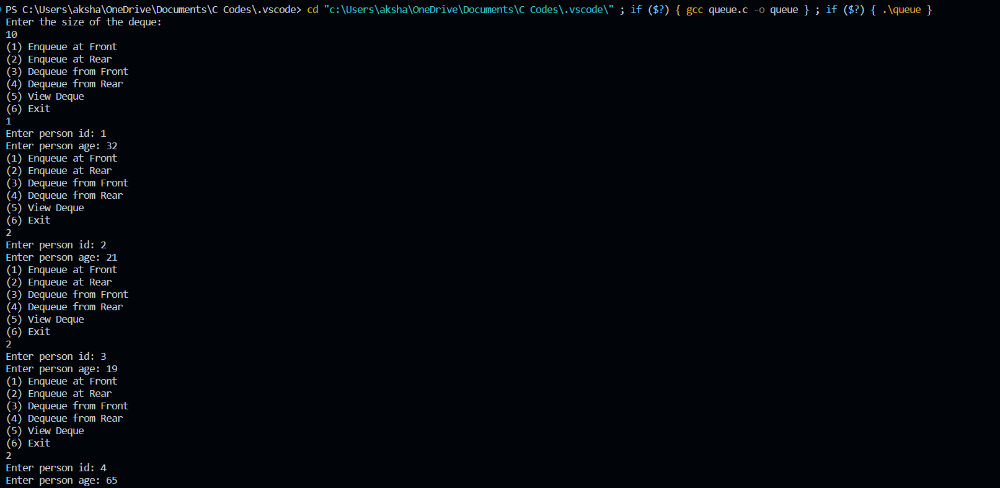 PS C:\Users\aksha\OneDrive\Documents\C Codes\.vscode> cd "c:\Users\aksha\OneDrive\Documents\C Codes\.vscode\" ; if ($?) { gcc queue.c -o queue } ; if ($?) { .\queue }
Enter the size of the deque:
10
(1) Enqueue at Front
(2) Enqueue at Rear
(3) Dequeue from Front
(4) Dequeue from Rear
(5) View Deque
(6) Exit
1
Enter person id: 1
Enter person age: 32
(1) Enqueue at Front
(2) Enqueue at Rear
(3) Dequeue from Front
(4) Dequeue from Rear
(5) View Deque
(6) Exit
2
Enter person id: 2
Enter person age: 21
(1) Enqueue at Front
(2) Enqueue at Rear
(3) Dequeue from Front
(4) Dequeue from Rear
(5) View Deque
(6) Exit
2
Enter person id: 3
Enter person age: 19
(1) Enqueue at Front
(2) Enqueue at Rear
(3) Dequeue from Front
(4) Dequeue from Rear
(5) View Deque
(6) Exit
2
Enter person id: 4
Enter person age: 65